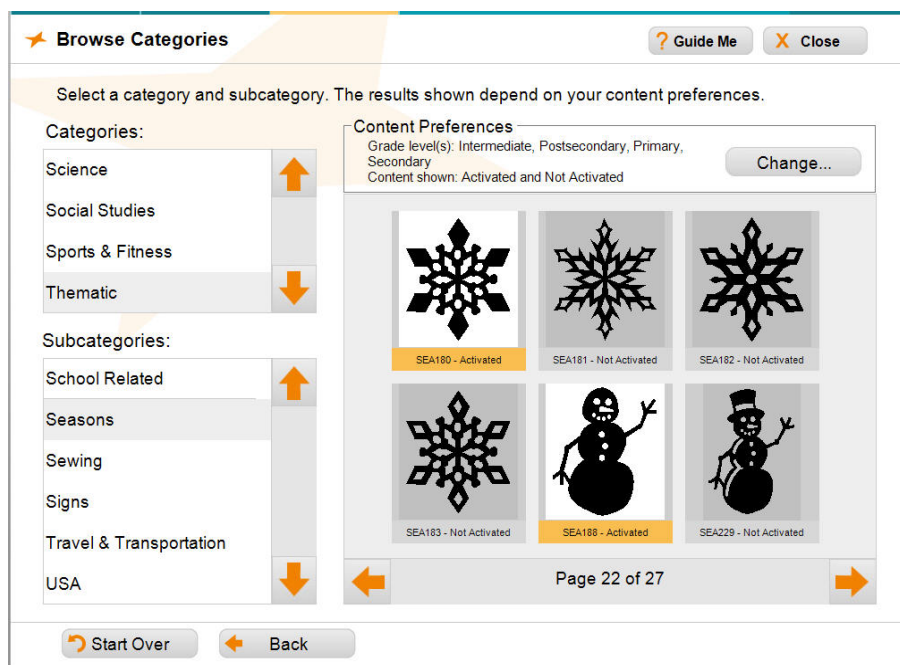 Browse Categories
? Guide Me
X Close
Select a category and subcategory. The results shown depend on your content preferences.
Categories:
Science
Social Studies
Sports & Fitness
Thematic
Subcategories:
School Related
Seasons
Sewing
Signs
Travel & Transportation
USA
Content Preferences
Grade level(s): Intermediate, Postsecondary, Primary,
Secondary
Content shown: Activated and Not Activated
Change...
SEA180 - Activated
SEA181 - Not Activated
SEA182 - Not Activated
SEA183 - Not Activated
SEA188 - Activated
SEA229 - Not Activated
Page 22 of 27
Start Over
Back